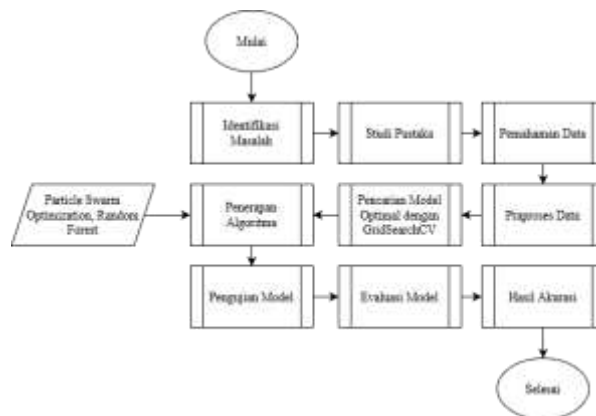 Mulai
Identifikasi
Masalah
Studi Pustaka
Pemahaman Data
Praproses Data
Pencarian Model
Optimal dengan
GridSearchCV
Penerapan
Algoritma
Particle Swarm
Optimization, Random
Forest
Pengujian Model
Evaluasi Model
Hasil Akurasi
Selesai